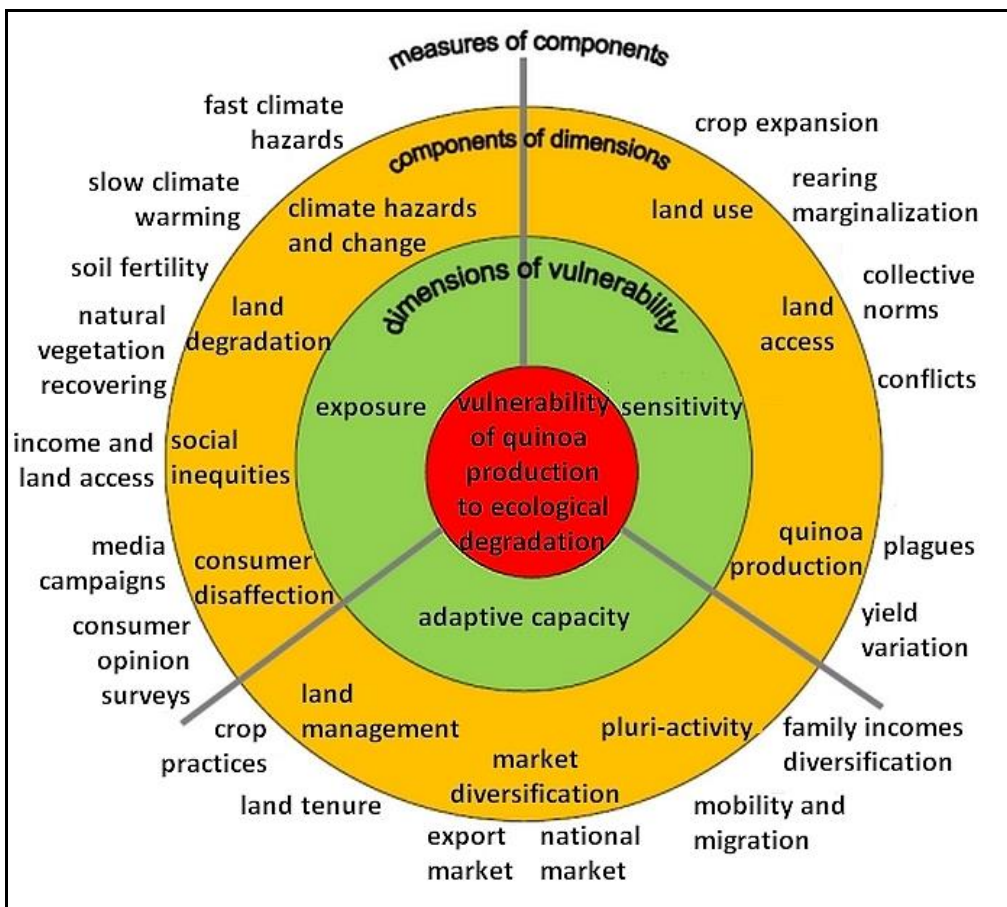 measures of components
components of dimensions
dimensions of vulnerability
vulnerability
of quinoa
production
to ecological
degradation
exposure
sensitivity
adaptive capacity
climate hazards
and change
land
degradation
social
inequities
consumer
disaffection
land use
land
access
quinoa
production
land
management
market
diversification
pluri-activity
fast climate
hazards
slow climate
warming
soil fertility
natural
vegetation
recovering
income and
land access
media
campaigns
consumer
opinion
surveys
crop expansion
rearing
marginalization
collective
norms
conflicts
plagues
yield
variation
crop
practices
land tenure
export
market
national
market
family incomes
diversification
mobility and
migration